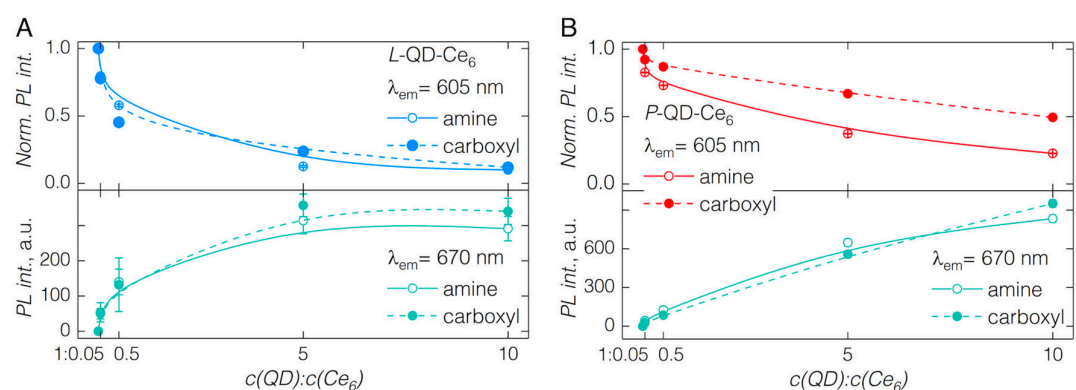 A
Norm. PL int.
1.0
0.5
0.0
L-QD-Ce6
λem= 605 nm
amine
carboxyl
PL int., a.u.
200
100
0
λem= 670 nm
amine
carboxyl
1:0.05 0.5 5 10
c(QD):c(Ce6)
B
Norm. PL int.
1.0
0.5
0.0
P-QD-Ce6
λem= 605 nm
amine
carboxyl
PL int., a.u.
600
300
0
λem= 670 nm
amine
carboxyl
1:0.05 0.5 5 10
c(QD):c(Ce6)